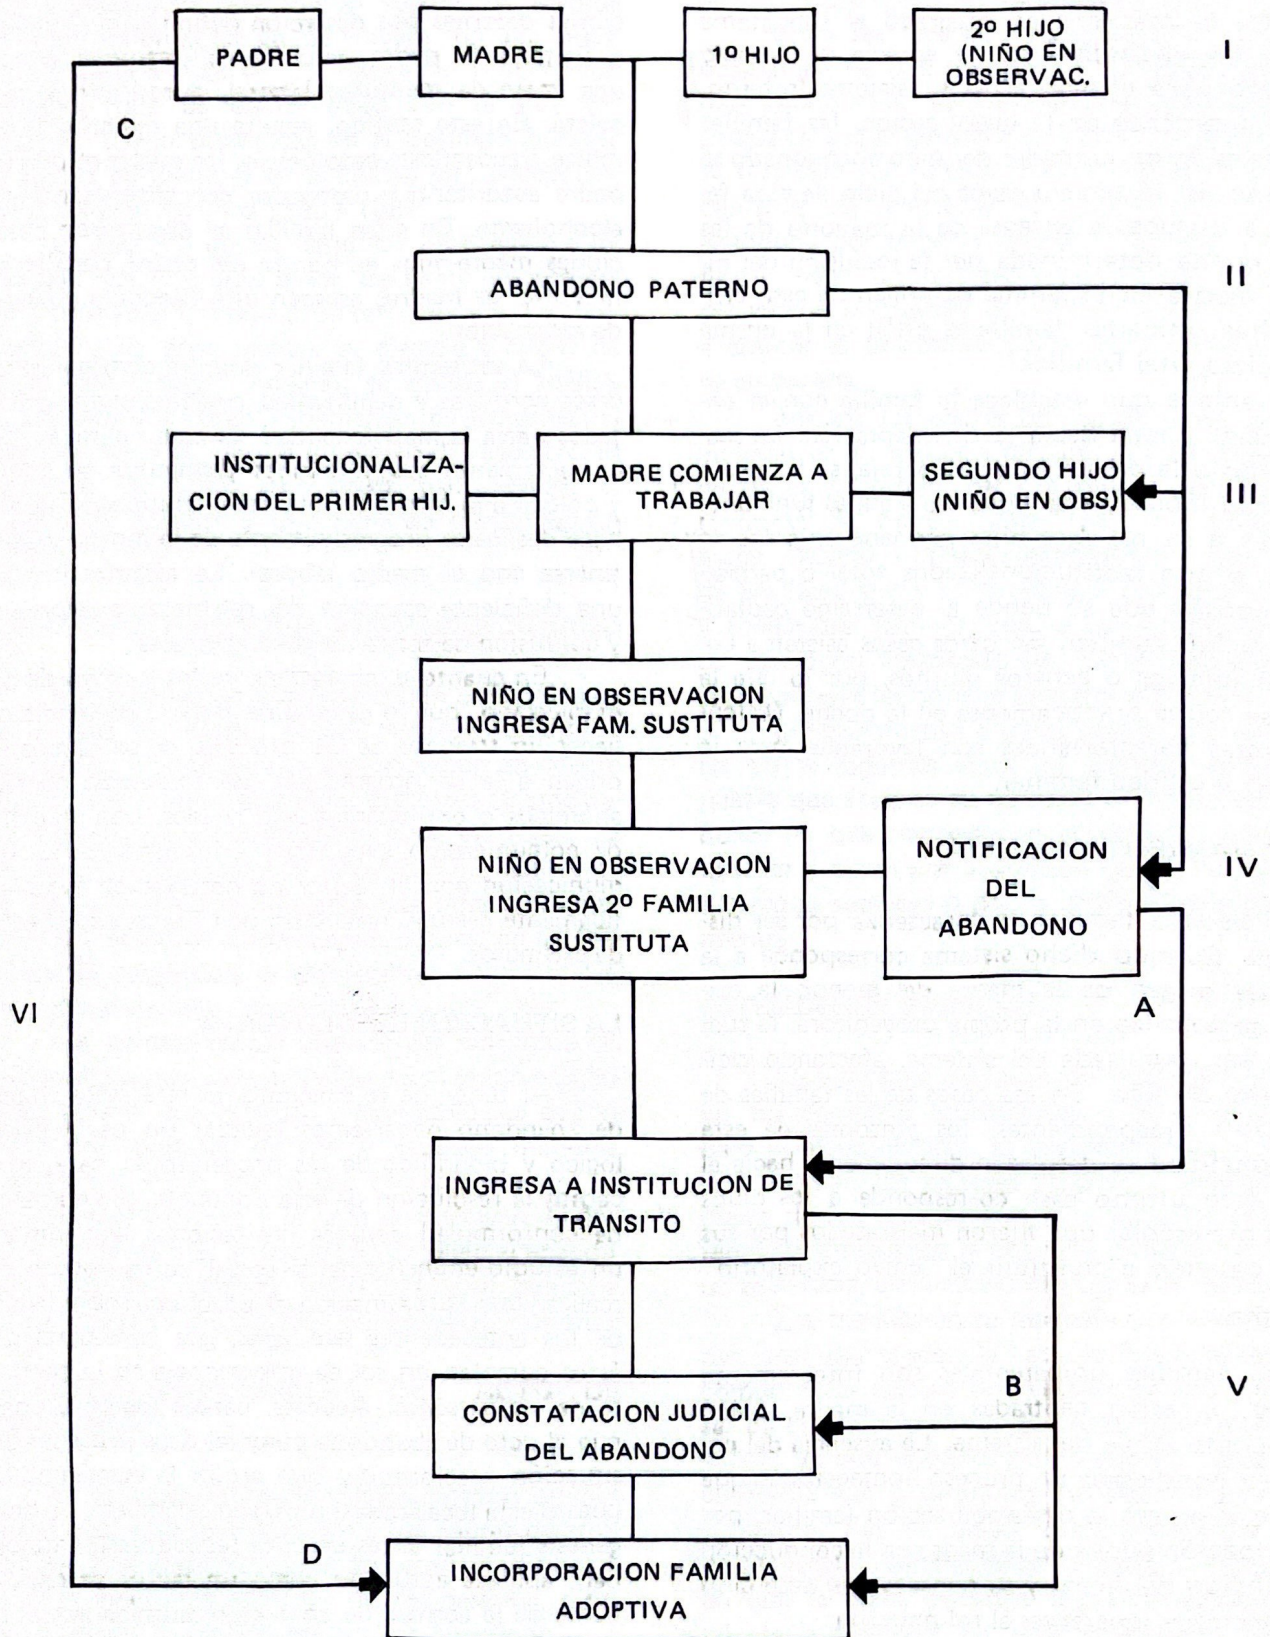 PADRE
MADRE
1º HIJO
2º HIJO
(NIÑO EN
OBSERVAC.
I
C
ABANDONO PATERNO
II
INSTITUCIONALIZA-
CION DEL PRIMER HIJ.
MADRE COMIENZA A
TRABAJAR
SEGUNDO HIJO
(NIÑO EN OBS.)
III
NIÑO EN OBSERVACION
INGRESA FAM. SUSTITUTA
NIÑO EN OBSERVACION
INGRESA 2º FAMILIA
SUSTITUTA
NOTIFICACION
DEL
ABANDONO
IV
VI
A
INGRESA A INSTITUCION DE
TRANSITO
CONSTATACION JUDICIAL
DEL ABANDONO
B
V
D
INCORPORACION FAMILIA
ADOPTIVA